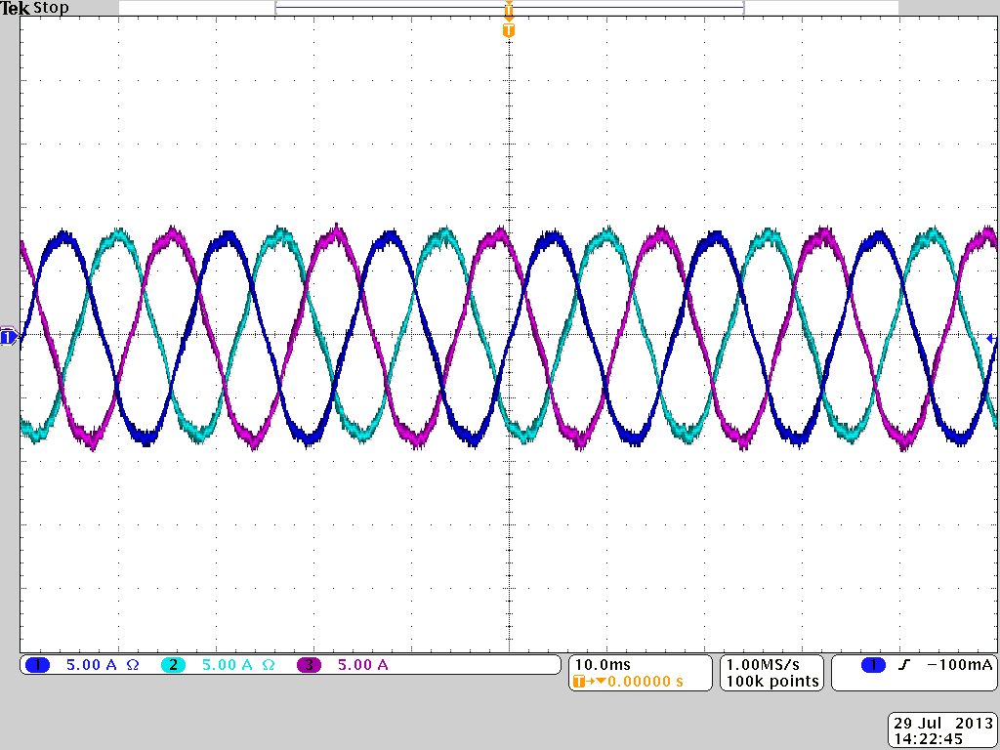 Tek Stop
T
T
T
1 5.00 A Ω 2 5.00 A Ω 3 5.00 A
10.0ms
T→▼0.00000 s
1.00MS/s
100k points
1 ∫ −100mA
29 Jul 2013
14:22:45